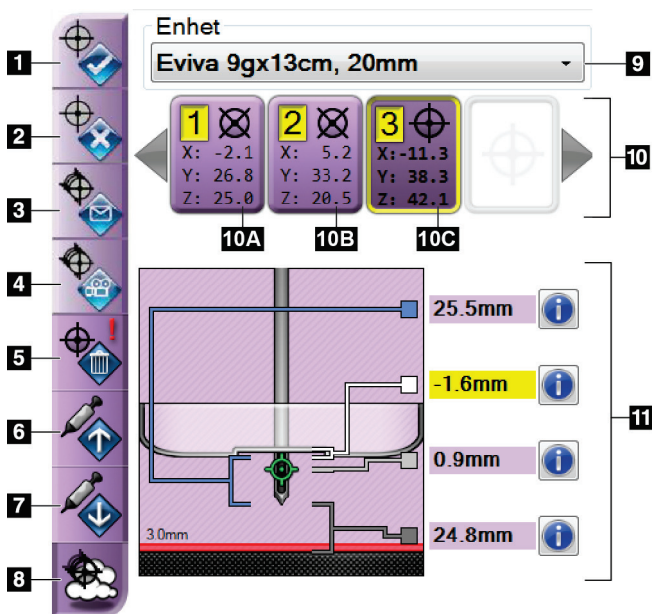 Enhet
1
Eviva 9gx13cm, 20mm
9
2
1
X: -2.1
Y: 26.8
Z: 25.0
2
X: 5.2
Y: 33.2
Z: 20.5
3
X:-11.3
Y: 38.3
Z: 42.1
10
10A
10B
10C
3
4
5
!
6
7
8
25.5mm
-1.6mm
0.9mm
24.8mm
3.0mm
11